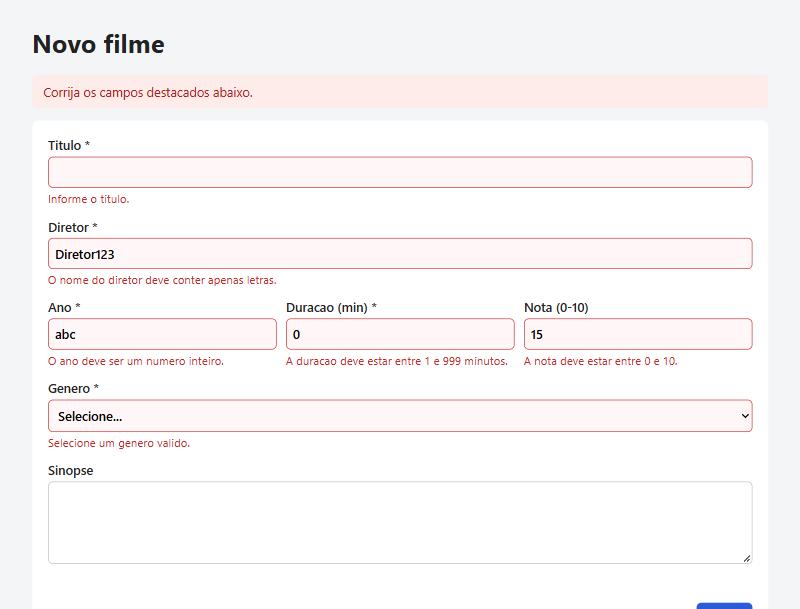 Novo filme
Corrija os campos destacados abaixo.
Titulo *
Informe o titulo.
Diretor *
Diretor123
O nome do diretor deve conter apenas letras.
Ano * Duracao (min) * Nota (0-10)
abc 0 15
O ano deve ser um numero inteiro. A duracao deve estar entre 1 e 999 minutos. A nota deve estar entre 0 e 10.
Genero *
Selecione...
Selecione um genero valido.
Sinopse